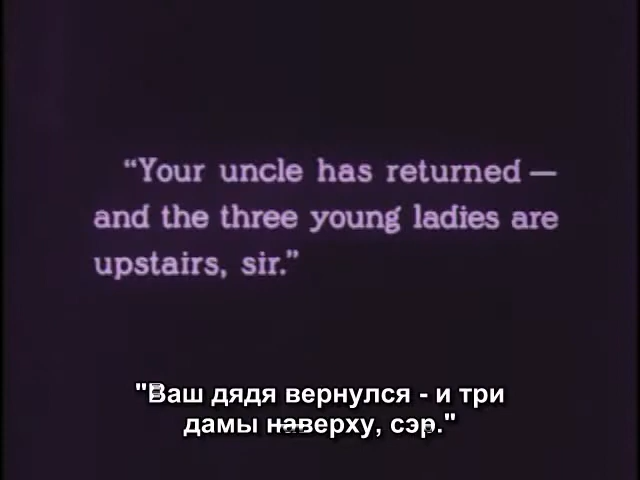 “Your uncle has returned —
and the three young ladies are
upstairs, sir.”
"Ваш дядя вернулся - и три
дамы наверху, сэр."